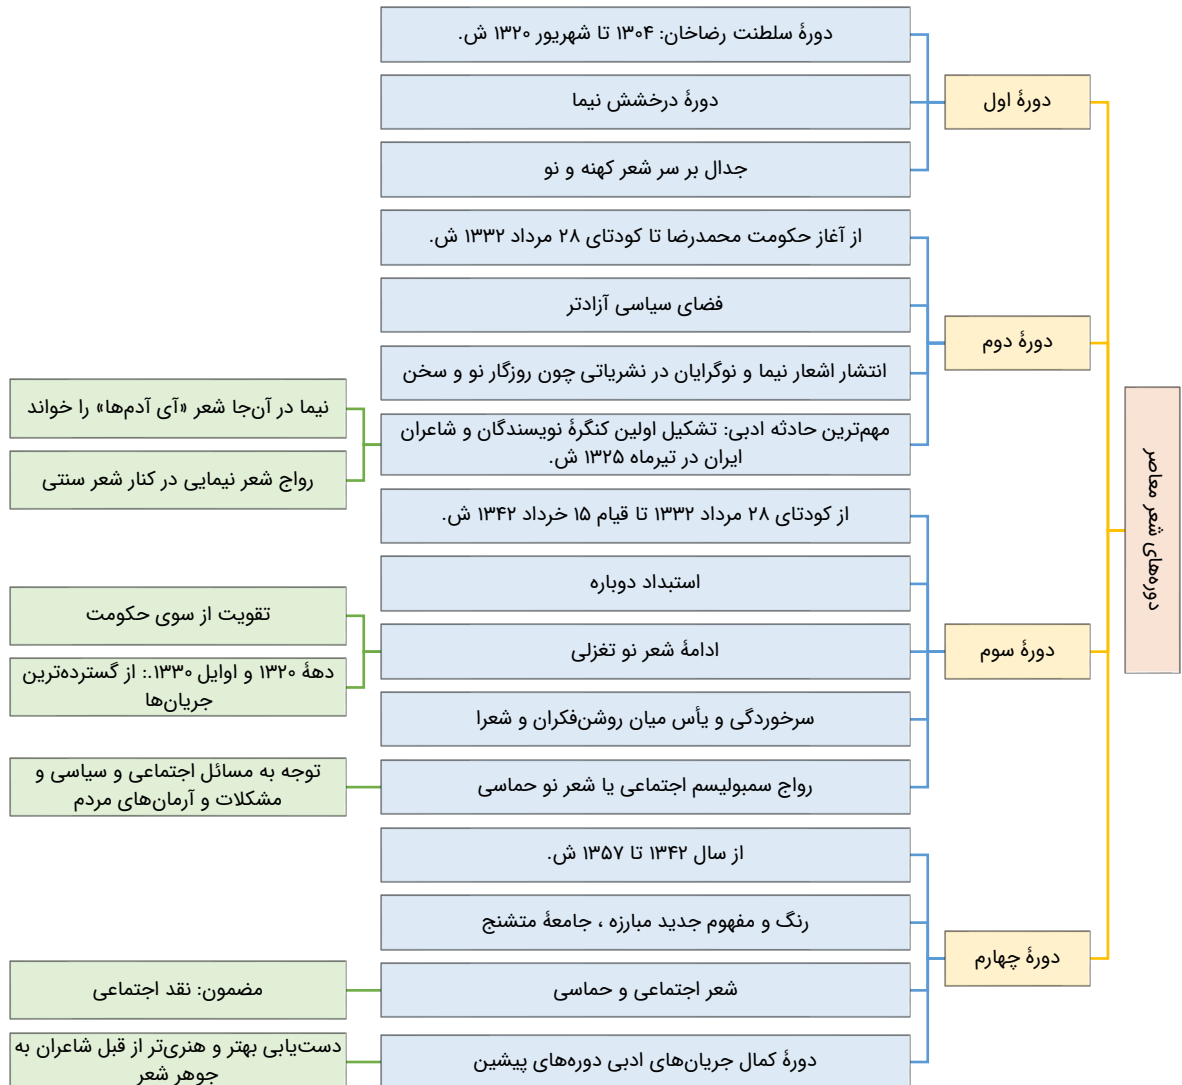 دوره‌های شعر معاصر
دورهٔ اول
دورهٔ سلطنت رضاخان: ۱۳۰۴ تا شهریور ۱۳۲۰ ش.
دورهٔ درخشش نیما
جدال بر سر شعر کهنه و نو
دورهٔ دوم
از آغاز حکومت محمدرضا تا کودتای ۲۸ مرداد ۱۳۳۲ ش.
فضای سیاسی آزادتر
انتشار اشعار نیما و نوگرایان در نشریاتی چون روزگار نو و سخن
مهم‌ترین حادثه ادبی: تشکیل اولین کنگرهٔ نویسندگان و شاعران
ایران در تیرماه ۱۳۲۵ ش.
نیما در آن‌جا شعر «آی آدم‌ها» را خواند
رواج شعر نیمایی در کنار شعر سنتی
دورهٔ سوم
از کودتای ۲۸ مرداد ۱۳۳۲ تا قیام ۱۵ خرداد ۱۳۴۲ ش.
استبداد دوباره
ادامهٔ شعر نو تغزلی
تقویت از سوی حکومت
دههٔ ۱۳۲۰ و اوایل ۱۳۳۰.: از گسترده‌ترین
جریان‌ها
سرخوردگی و یأس میان روشن‌فکران و شعرا
رواج سمبولیسم اجتماعی یا شعر نو حماسی
توجه به مسائل اجتماعی و سیاسی و
مشکلات و آرمان‌های مردم
دورهٔ چهارم
از سال ۱۳۴۲ تا ۱۳۵۷ ش.
رنگ و مفهوم جدید مبارزه ، جامعهٔ متشنج
شعر اجتماعی و حماسی
مضمون: نقد اجتماعی
دورهٔ کمال جریان‌های ادبی دوره‌های پیشین
دست‌یابی بهتر و هنری‌تر از قبل شاعران به
جوهر شعر